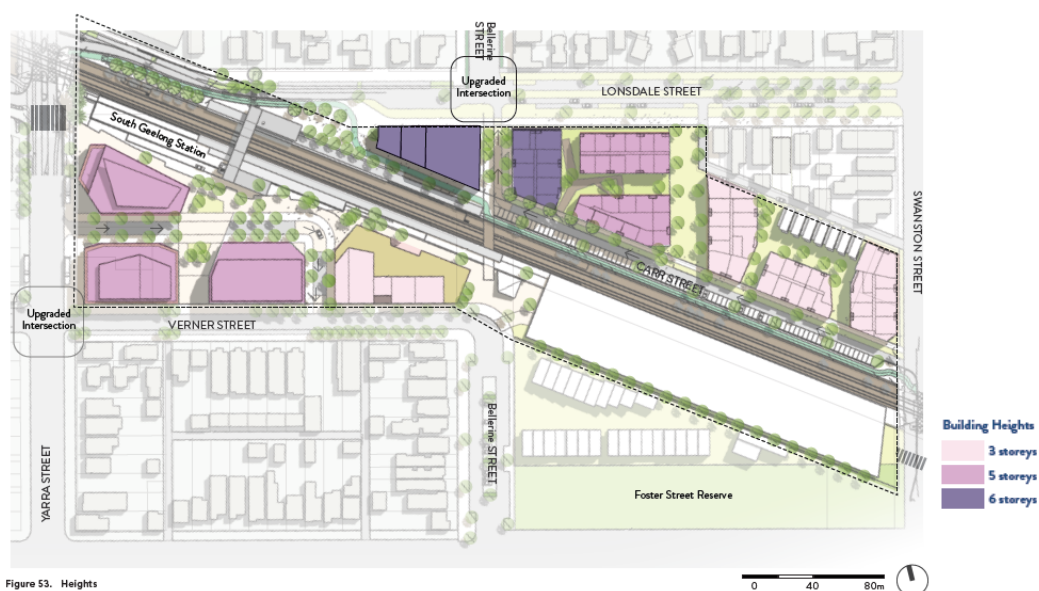 Bellerine
STREET
Upgraded
Intersection
LONSDALE STREET
South Geelong Station
SWANSTON STREET
CARR STREET
Upgraded
Intersection
VERNER STREET
Bellerine STREET
YARRA STREET
Foster Street Reserve
Building Heights
3 storeys
5 storeys
6 storeys
Figure 53. Heights
0 40 80m